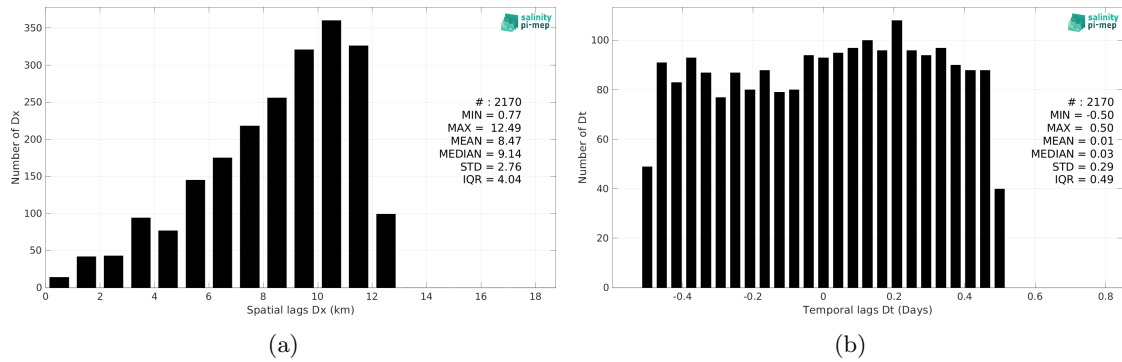 350
300
250
200
150
100
50
0
Number of Dx
0 2 4 6 8 10 12 14 16 18
Spatial lags Dx (km)
salinity
pi-mep
# : 2170
MIN = 0.77
MAX = 12.49
MEAN = 8.47
MEDIAN = 9.14
STD = 2.76
IQR = 4.04
(a)
100
80
60
40
20
0
Number of Dt
-0.4 -0.2 0 0.2 0.4 0.6 0.8
Temporal lags Dt (Days)
salinity
pi-mep
# : 2170
MIN = -0.50
MAX = 0.50
MEAN = 0.01
MEDIAN = 0.03
STD = 0.29
IQR = 0.49
(b)